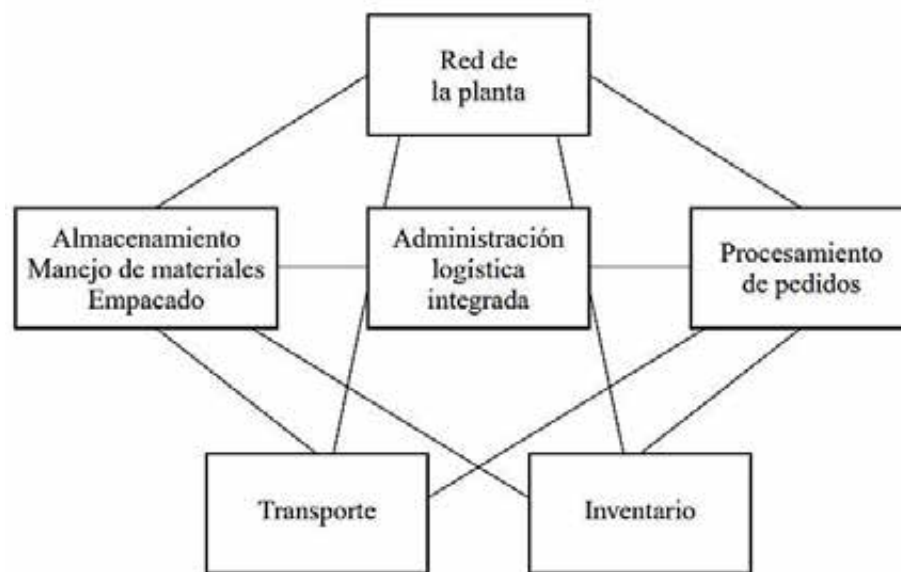 Red de
la planta
Almacenamiento
Manejo de materiales
Empacado
Administración
logística
integrada
Procesamiento
de pedidos
Transporte
Inventario